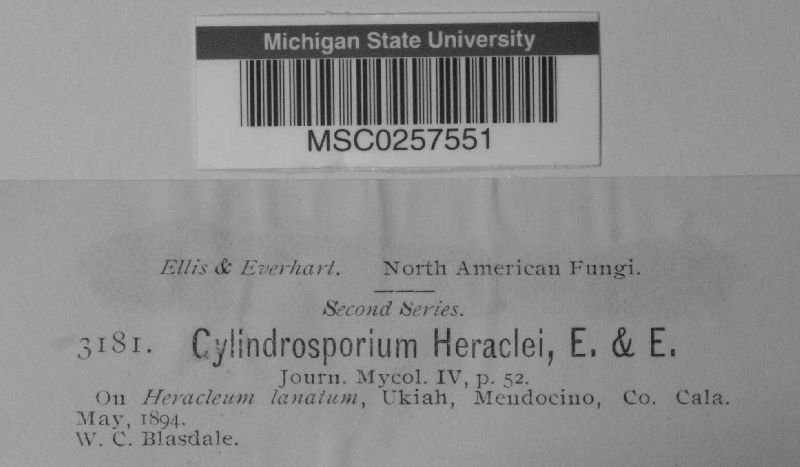 Michigan State University
MSC0257551
Ellis & Everhart. North American Fungi.
Second Series.
3181. Cylindrosporium Heraclei, E. & E.
Journ. Mycol. IV, p. 52.
On Heracleum lanatum, Ukiah, Mendocino, Co. Cala.
May, 1894.
W. C. Blasdale.